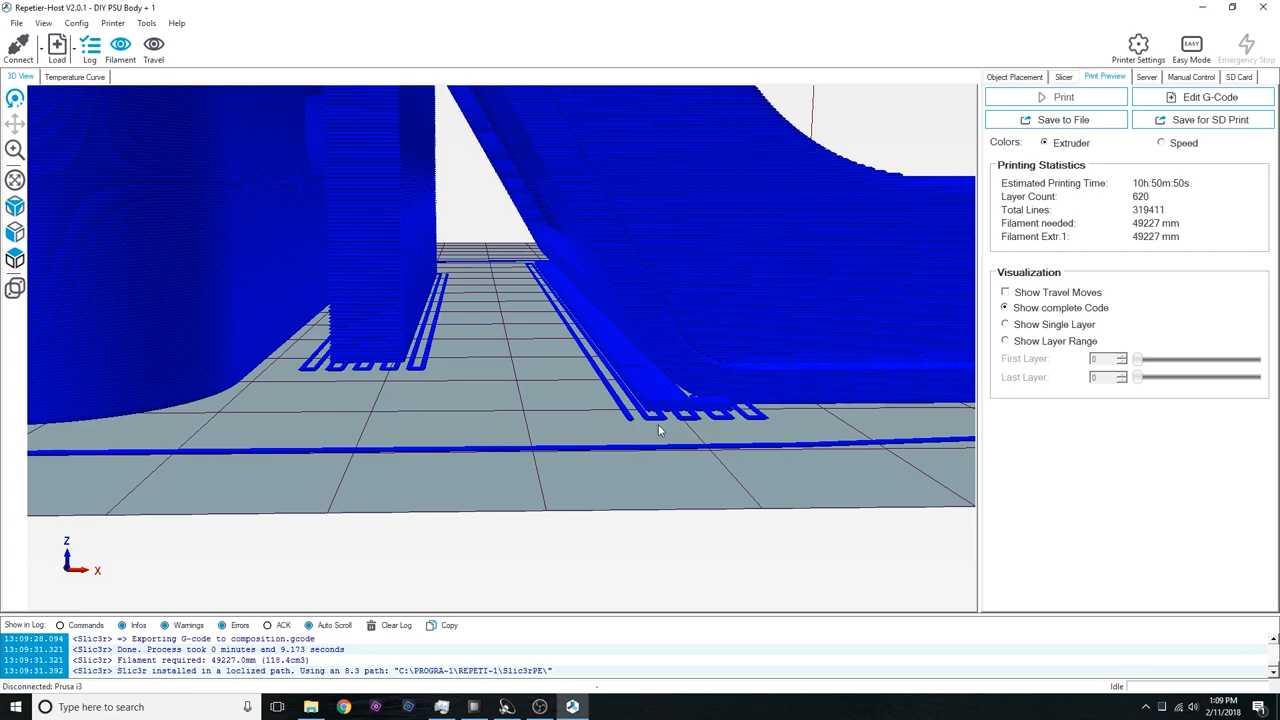 Repetier-Host V2.0.1 - DIY PSU Body + 1
File View Config Printer Tools Help
Connect Load Log Filament Travel Printer Settings EASY Easy Mode Emergency Stop
3D View Temperature Curve Object Placement Slicer Print Preview Server Manual Control SD Card
Print Edit G-Code
Save to File Save for SD Print
Colors: Extruder Speed
Printing Statistics
Estimated Printing Time: 10h:50m:50s
Layer Count: 620
Total Lines: 319411
Filament needed: 49227 mm
Filament Extr.1: 49227 mm
Visualization
Show Travel Moves
Show complete Code
Show Single Layer
Show Layer Range
First Layer: 0
Last Layer: 0
Z
X
Show in Log: Commands Infos Warnings Errors ACK Auto Scroll Clear Log Copy
13:09:28.094 <Slic3r> => Exporting G-code to composition.gcode
13:09:31.321 <Slic3r> Done. Process took 0 minutes and 9.173 seconds
13:09:31.321 <Slic3r> Filament required: 49227.0mm (118.4cm3)
13:09:31.392 <Slic3r> Slic3r installed in a loclized path. Using an 8.3 path: "C:\PROGRA~1\REPETI~1\Slic3rPE\"
Disconnected: Prusa i3 - Idle
Type here to search 1:09 PM
2/11/2018